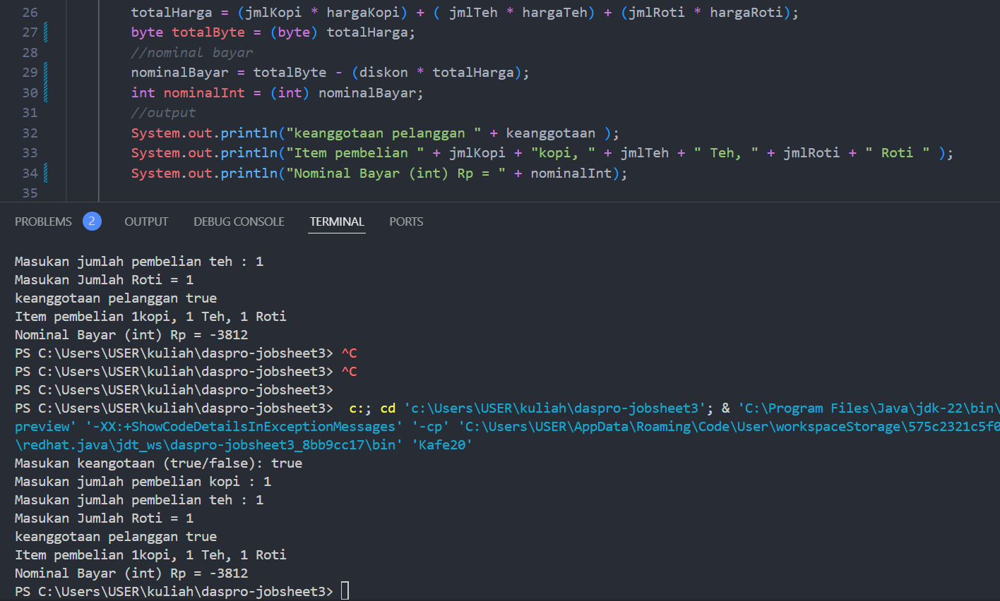 26 totalHarga = (jmlKopi * hargaKopi) + ( jmlTeh * hargaTeh) + (jmlRoti * hargaRoti);
27 byte totalByte = (byte) totalHarga;
28 //nominal bayar
29 nominalBayar = totalByte - (diskon * totalHarga);
30 int nominalInt = (int) nominalBayar;
31 //output
32 System.out.println("keanggotaan pelanggan " + keanggotaan );
33 System.out.println("Item pembelian " + jmlKopi + "kopi, " + jmlTeh + " Teh, " + jmlRoti + " Roti " );
34 System.out.println("Nominal Bayar (int) Rp = " + nominalInt);
35
PROBLEMS 2 OUTPUT DEBUG CONSOLE TERMINAL PORTS
Masukan jumlah pembelian teh : 1
Masukan Jumlah Roti = 1
keanggotaan pelanggan true
Item pembelian 1kopi, 1 Teh, 1 Roti
Nominal Bayar (int) Rp = -3812
PS C:\Users\USER\kuliah\daspro-jobsheet3> ^C
PS C:\Users\USER\kuliah\daspro-jobsheet3> ^C
PS C:\Users\USER\kuliah\daspro-jobsheet3>
PS C:\Users\USER\kuliah\daspro-jobsheet3>  c:; cd 'c:\Users\USER\kuliah\daspro-jobsheet3'; & 'C:\Program Files\Java\jdk-22\bin\
preview' '-XX:+ShowCodeDetailsInExceptionMessages' '-cp' 'C:\Users\USER\AppData\Roaming\Code\User\workspaceStorage\575c2321c5f0
\redhat.java\jdt_ws\daspro-jobsheet3_8bb9cc17\bin' 'Kafe20'
Masukan keangotaan (true/false): true
Masukan jumlah pembelian kopi : 1
Masukan jumlah pembelian teh : 1
Masukan Jumlah Roti = 1
keanggotaan pelanggan true
Item pembelian 1kopi, 1 Teh, 1 Roti
Nominal Bayar (int) Rp = -3812
PS C:\Users\USER\kuliah\daspro-jobsheet3>